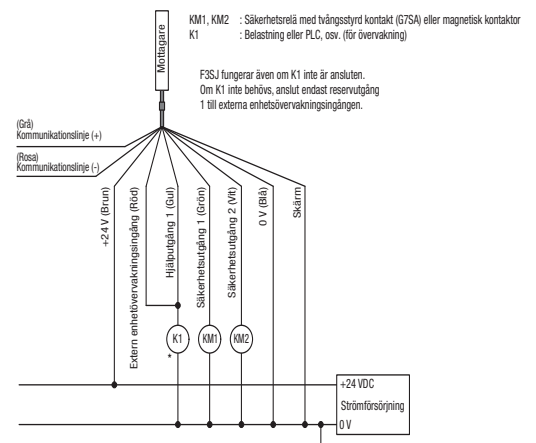 KM1, KM2 : Säkerhetsrelä med tvångsstyrd kontakt (G7SA) eller magnetisk kontaktor
K1 : Belastning eller PLC, osv. (för övervakning)
Mottagare
F3SJ fungerar även om K1 inte är ansluten.
Om K1 inte behövs, anslut endast reservutgång
1 till externa enhetsövervakningsingången.
(Grå)
Kommunikationslinje (+)
(Rosa)
Kommunikationslinje (-)
+24 V (Brun)
Extern enhetövervakningsingång (Röd)
Hjälputgång 1 (Gul)
Säkerhetsutgång 1 (Grön)
Säkerhetsutgång 2 (Vit)
0 V (Blå)
Skärm
K1
KM1
KM2
*
+24 VDC
Strömförsörjning
0 V